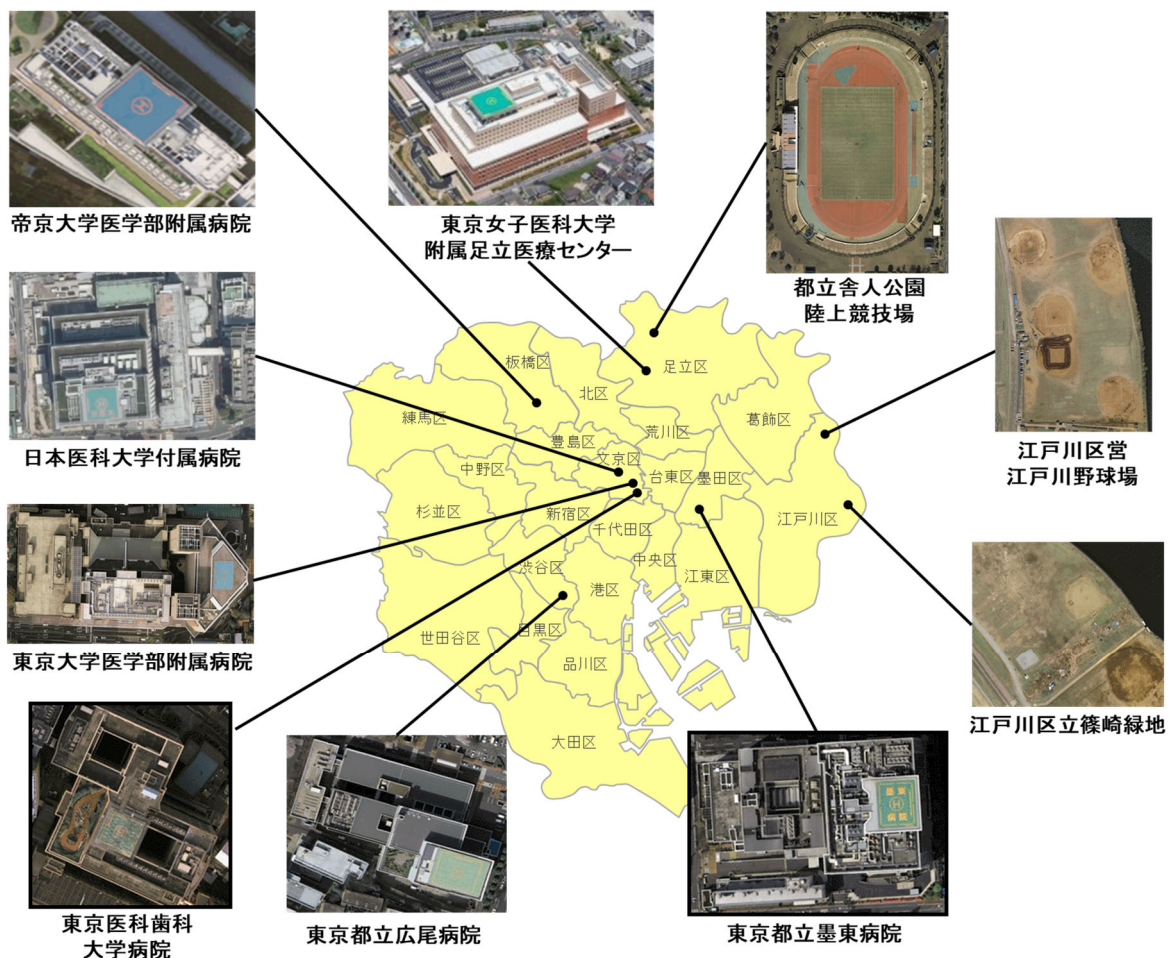 帝京大学医学部附属病院
東京女子医科大学
附属足立医療センター
都立舎人公園
陸上競技場
日本医科大学付属病院
江戸川区営
江戸川野球場
東京大学医学部附属病院
江戸川区立篠崎緑地
東京医科歯科
大学病院
東京都立広尾病院
東京都立墨東病院
板橋区
北区
足立区
練馬区
豊島区
荒川区
葛飾区
中野区
文京区
台東区
墨田区
杉並区
新宿区
千代田区
江戸川区
渋谷区
中央区
江東区
港区
世田谷区
目黒区
品川区
大田区
H
H
墨東
H
病院